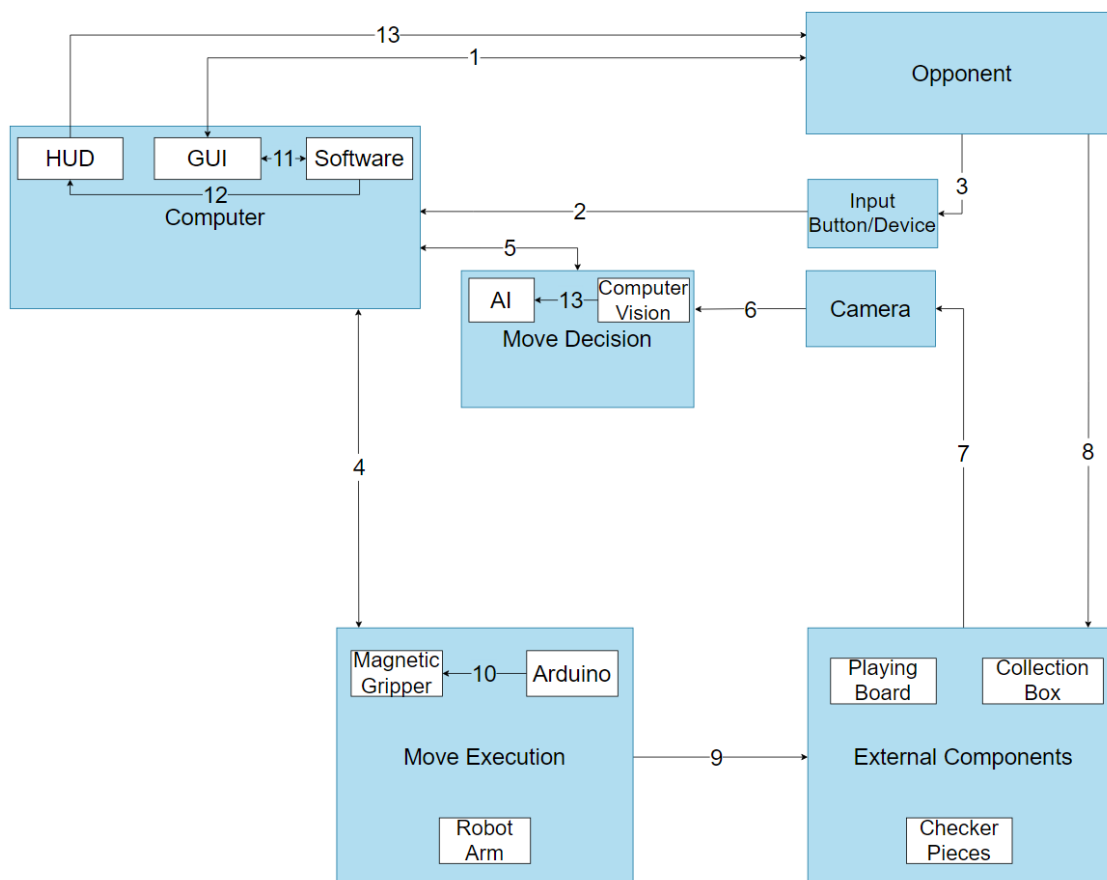 13
1
Opponent
HUD
GUI
11
Software
12
Computer
3
Input
Button/Device
2
5
AI
13
Computer
Vision
Move Decision
6
Camera
4
7
8
Magnetic
Gripper
10
Arduino
Playing
Board
Collection
Box
Move Execution
9
External Components
Robot
Arm
Checker
Pieces